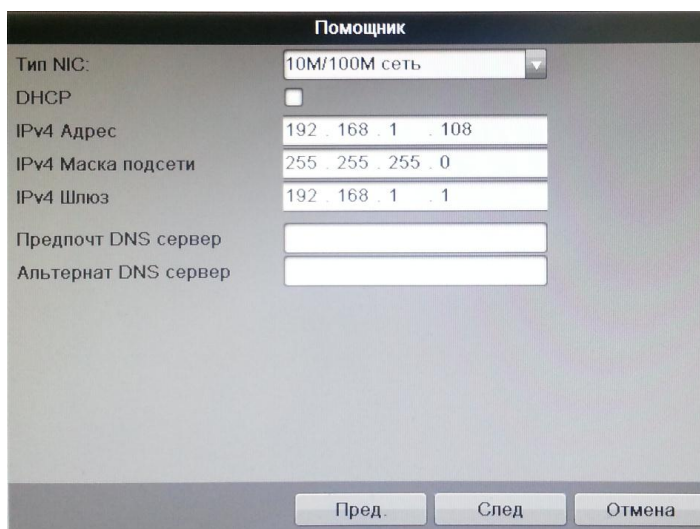 Помощник
Тип NIC: 10M/100M сеть
DHCP
IPv4 Адрес 192 . 168 . 1 . 108
IPv4 Маска подсети 255 . 255 . 255 . 0
IPv4 Шлюз 192 . 168 . 1 . 1
Предпочт DNS сервер
Альтернат DNS сервер
Пред. След Отмена